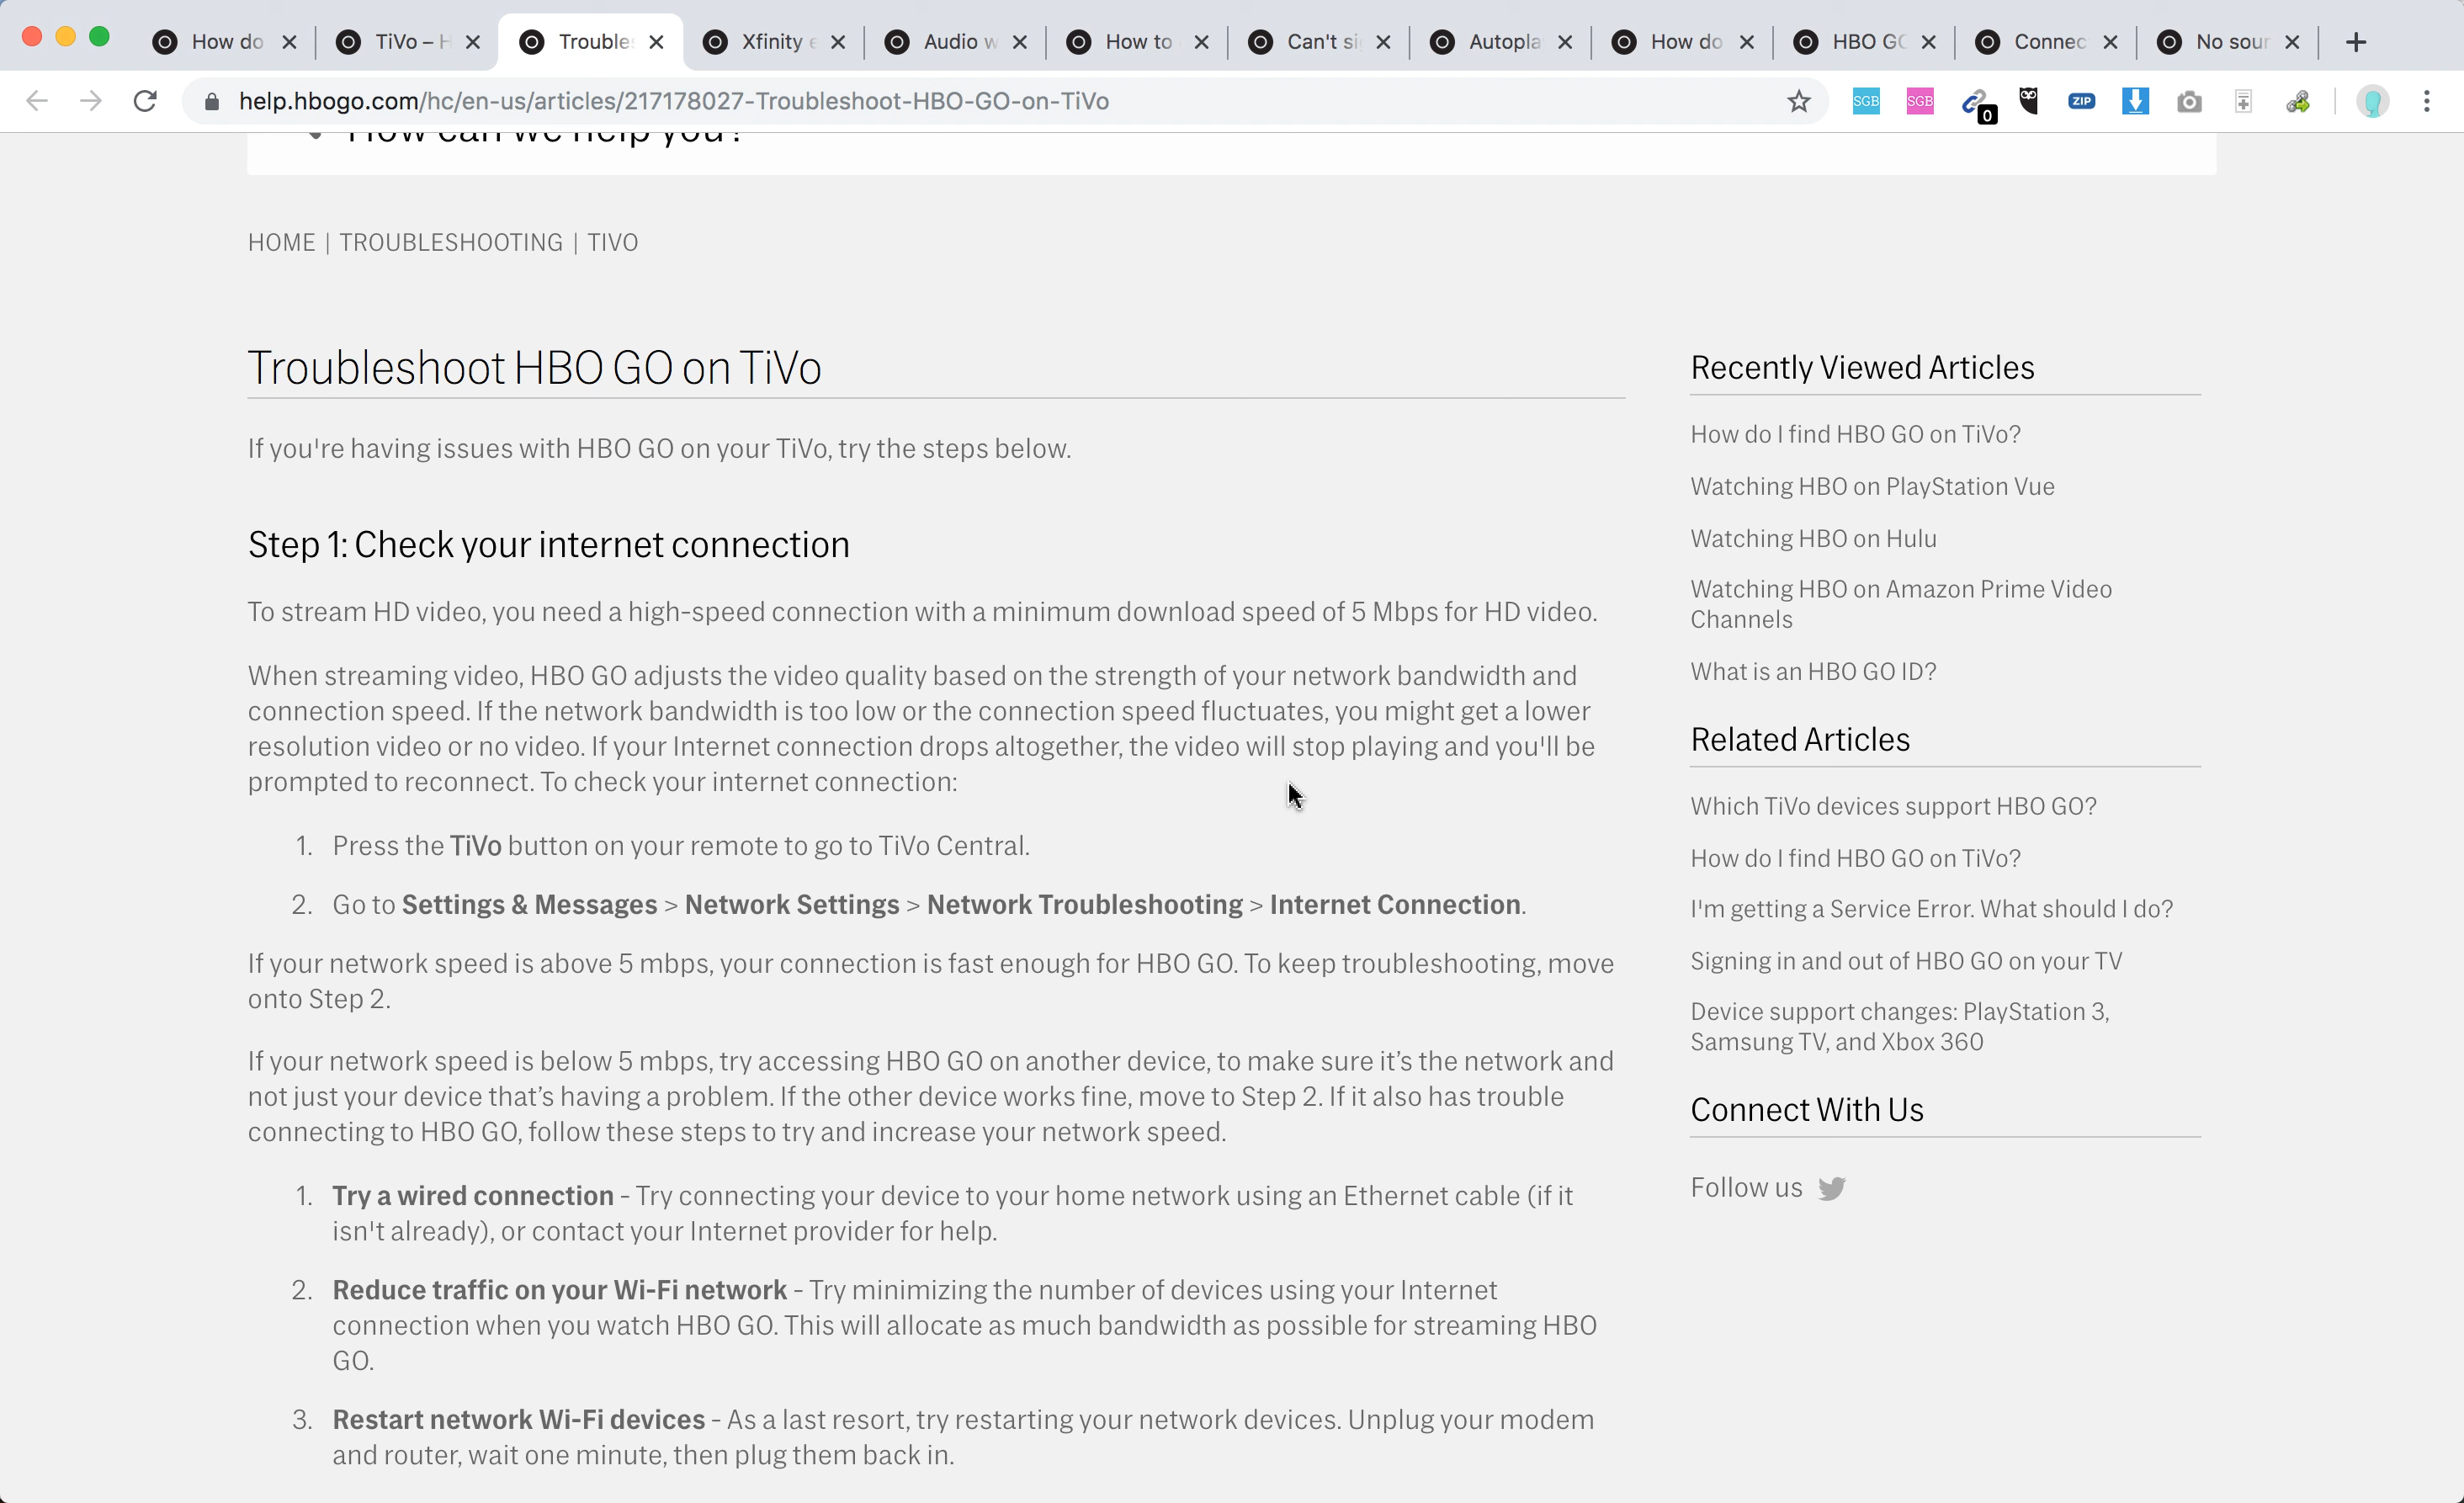 How do
TiVo – H
Trouble
Xfinity
Audio w
How to
Can't si
Autopla
How do
HBO GO
Connec
No sour
help.hbogo.com/hc/en-us/articles/217178027-Troubleshoot-HBO-GO-on-TiVo
SGB
SGB
0
ZIP
How can we help you?
HOME | TROUBLESHOOTING | TIVO
Troubleshoot HBO GO on TiVo
If you're having issues with HBO GO on your TiVo, try the steps below.
Step 1: Check your internet connection
To stream HD video, you need a high-speed connection with a minimum download speed of 5 Mbps for HD video.
When streaming video, HBO GO adjusts the video quality based on the strength of your network bandwidth and
connection speed. If the network bandwidth is too low or the connection speed fluctuates, you might get a lower
resolution video or no video. If your Internet connection drops altogether, the video will stop playing and you'll be
prompted to reconnect. To check your internet connection:
1. Press the TiVo button on your remote to go to TiVo Central.
2. Go to Settings & Messages > Network Settings > Network Troubleshooting > Internet Connection.
If your network speed is above 5 mbps, your connection is fast enough for HBO GO. To keep troubleshooting, move
onto Step 2.
If your network speed is below 5 mbps, try accessing HBO GO on another device, to make sure it’s the network and
not just your device that’s having a problem. If the other device works fine, move to Step 2. If it also has trouble
connecting to HBO GO, follow these steps to try and increase your network speed.
1. Try a wired connection - Try connecting your device to your home network using an Ethernet cable (if it
isn't already), or contact your Internet provider for help.
2. Reduce traffic on your Wi-Fi network - Try minimizing the number of devices using your Internet
connection when you watch HBO GO. This will allocate as much bandwidth as possible for streaming HBO
GO.
3. Restart network Wi-Fi devices - As a last resort, try restarting your network devices. Unplug your modem
and router, wait one minute, then plug them back in.
Recently Viewed Articles
How do I find HBO GO on TiVo?
Watching HBO on PlayStation Vue
Watching HBO on Hulu
Watching HBO on Amazon Prime Video
Channels
What is an HBO GO ID?
Related Articles
Which TiVo devices support HBO GO?
How do I find HBO GO on TiVo?
I'm getting a Service Error. What should I do?
Signing in and out of HBO GO on your TV
Device support changes: PlayStation 3,
Samsung TV, and Xbox 360
Connect With Us
Follow us